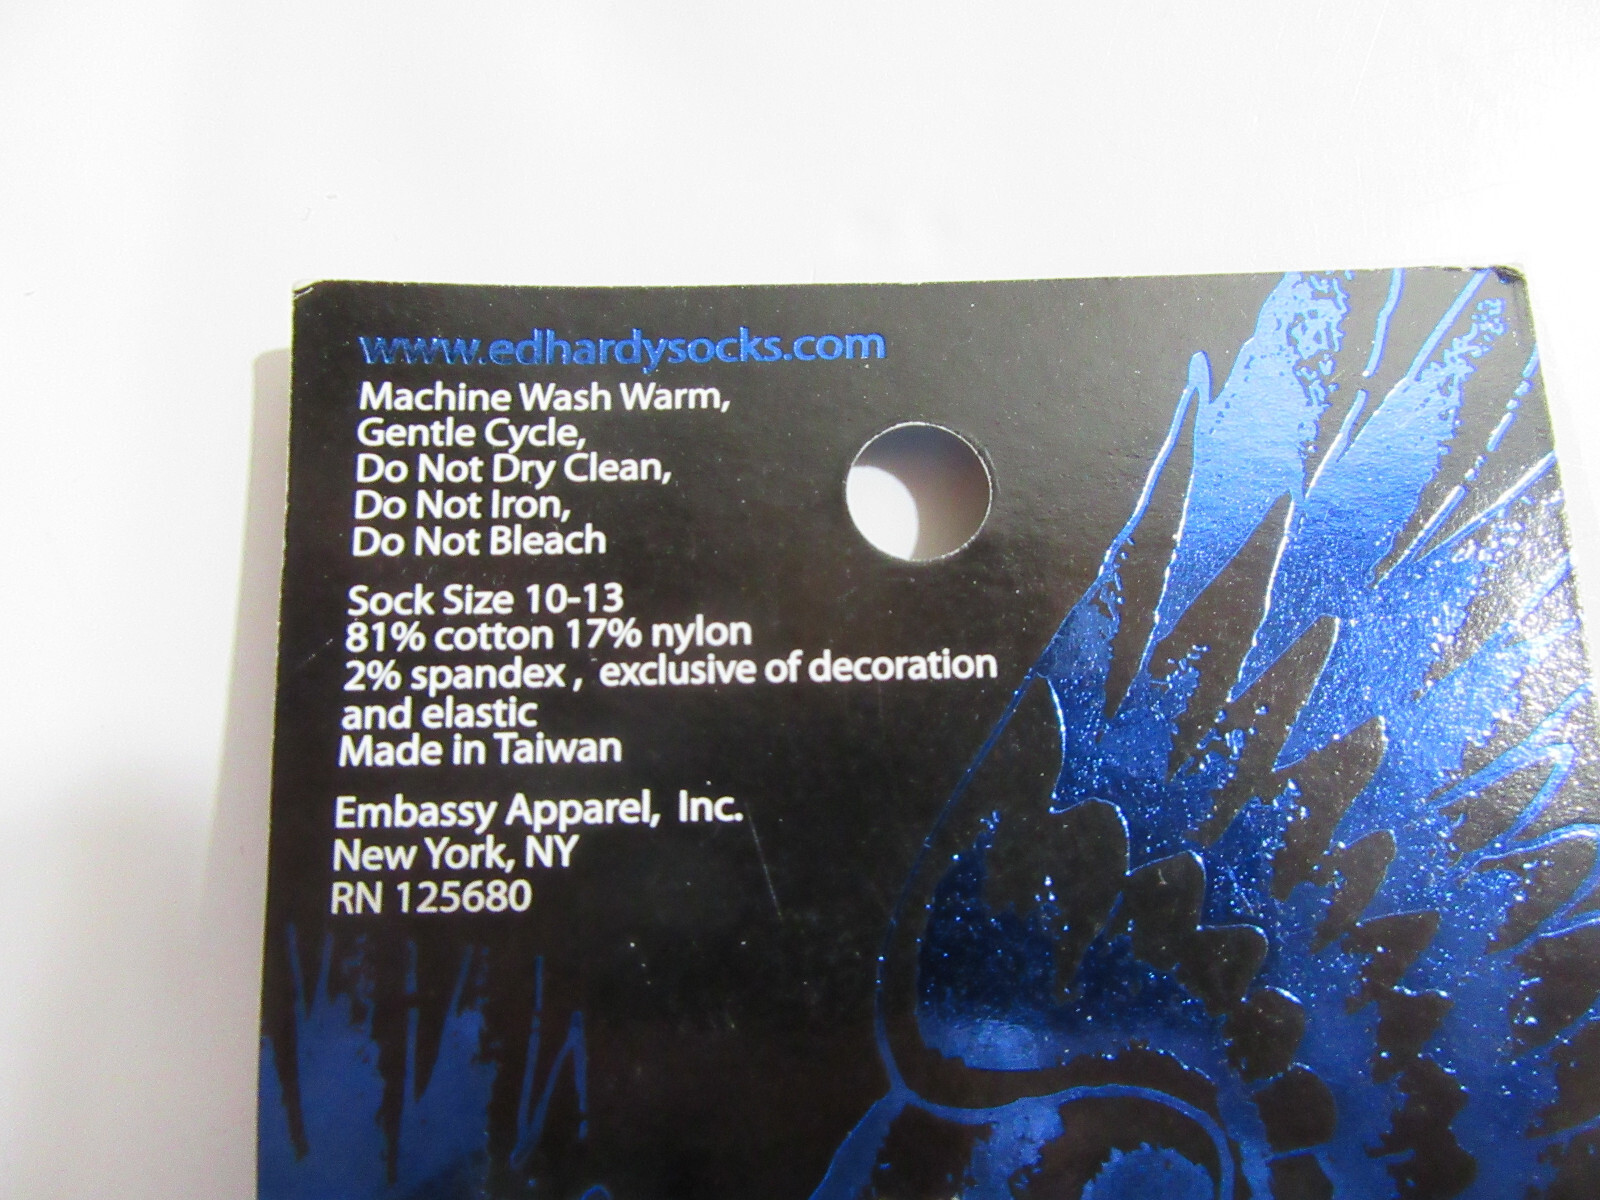 www.edhardysocks.com
Machine Wash Warm,
Gentle Cycle,
Do Not Dry Clean,
Do Not Iron,
Do Not Bleach
Sock Size 10-13
81% cotton 17% nylon
2% spandex , exclusive of decoration
and elastic
Made in Taiwan
Embassy Apparel, Inc.
New York, NY
RN 125680